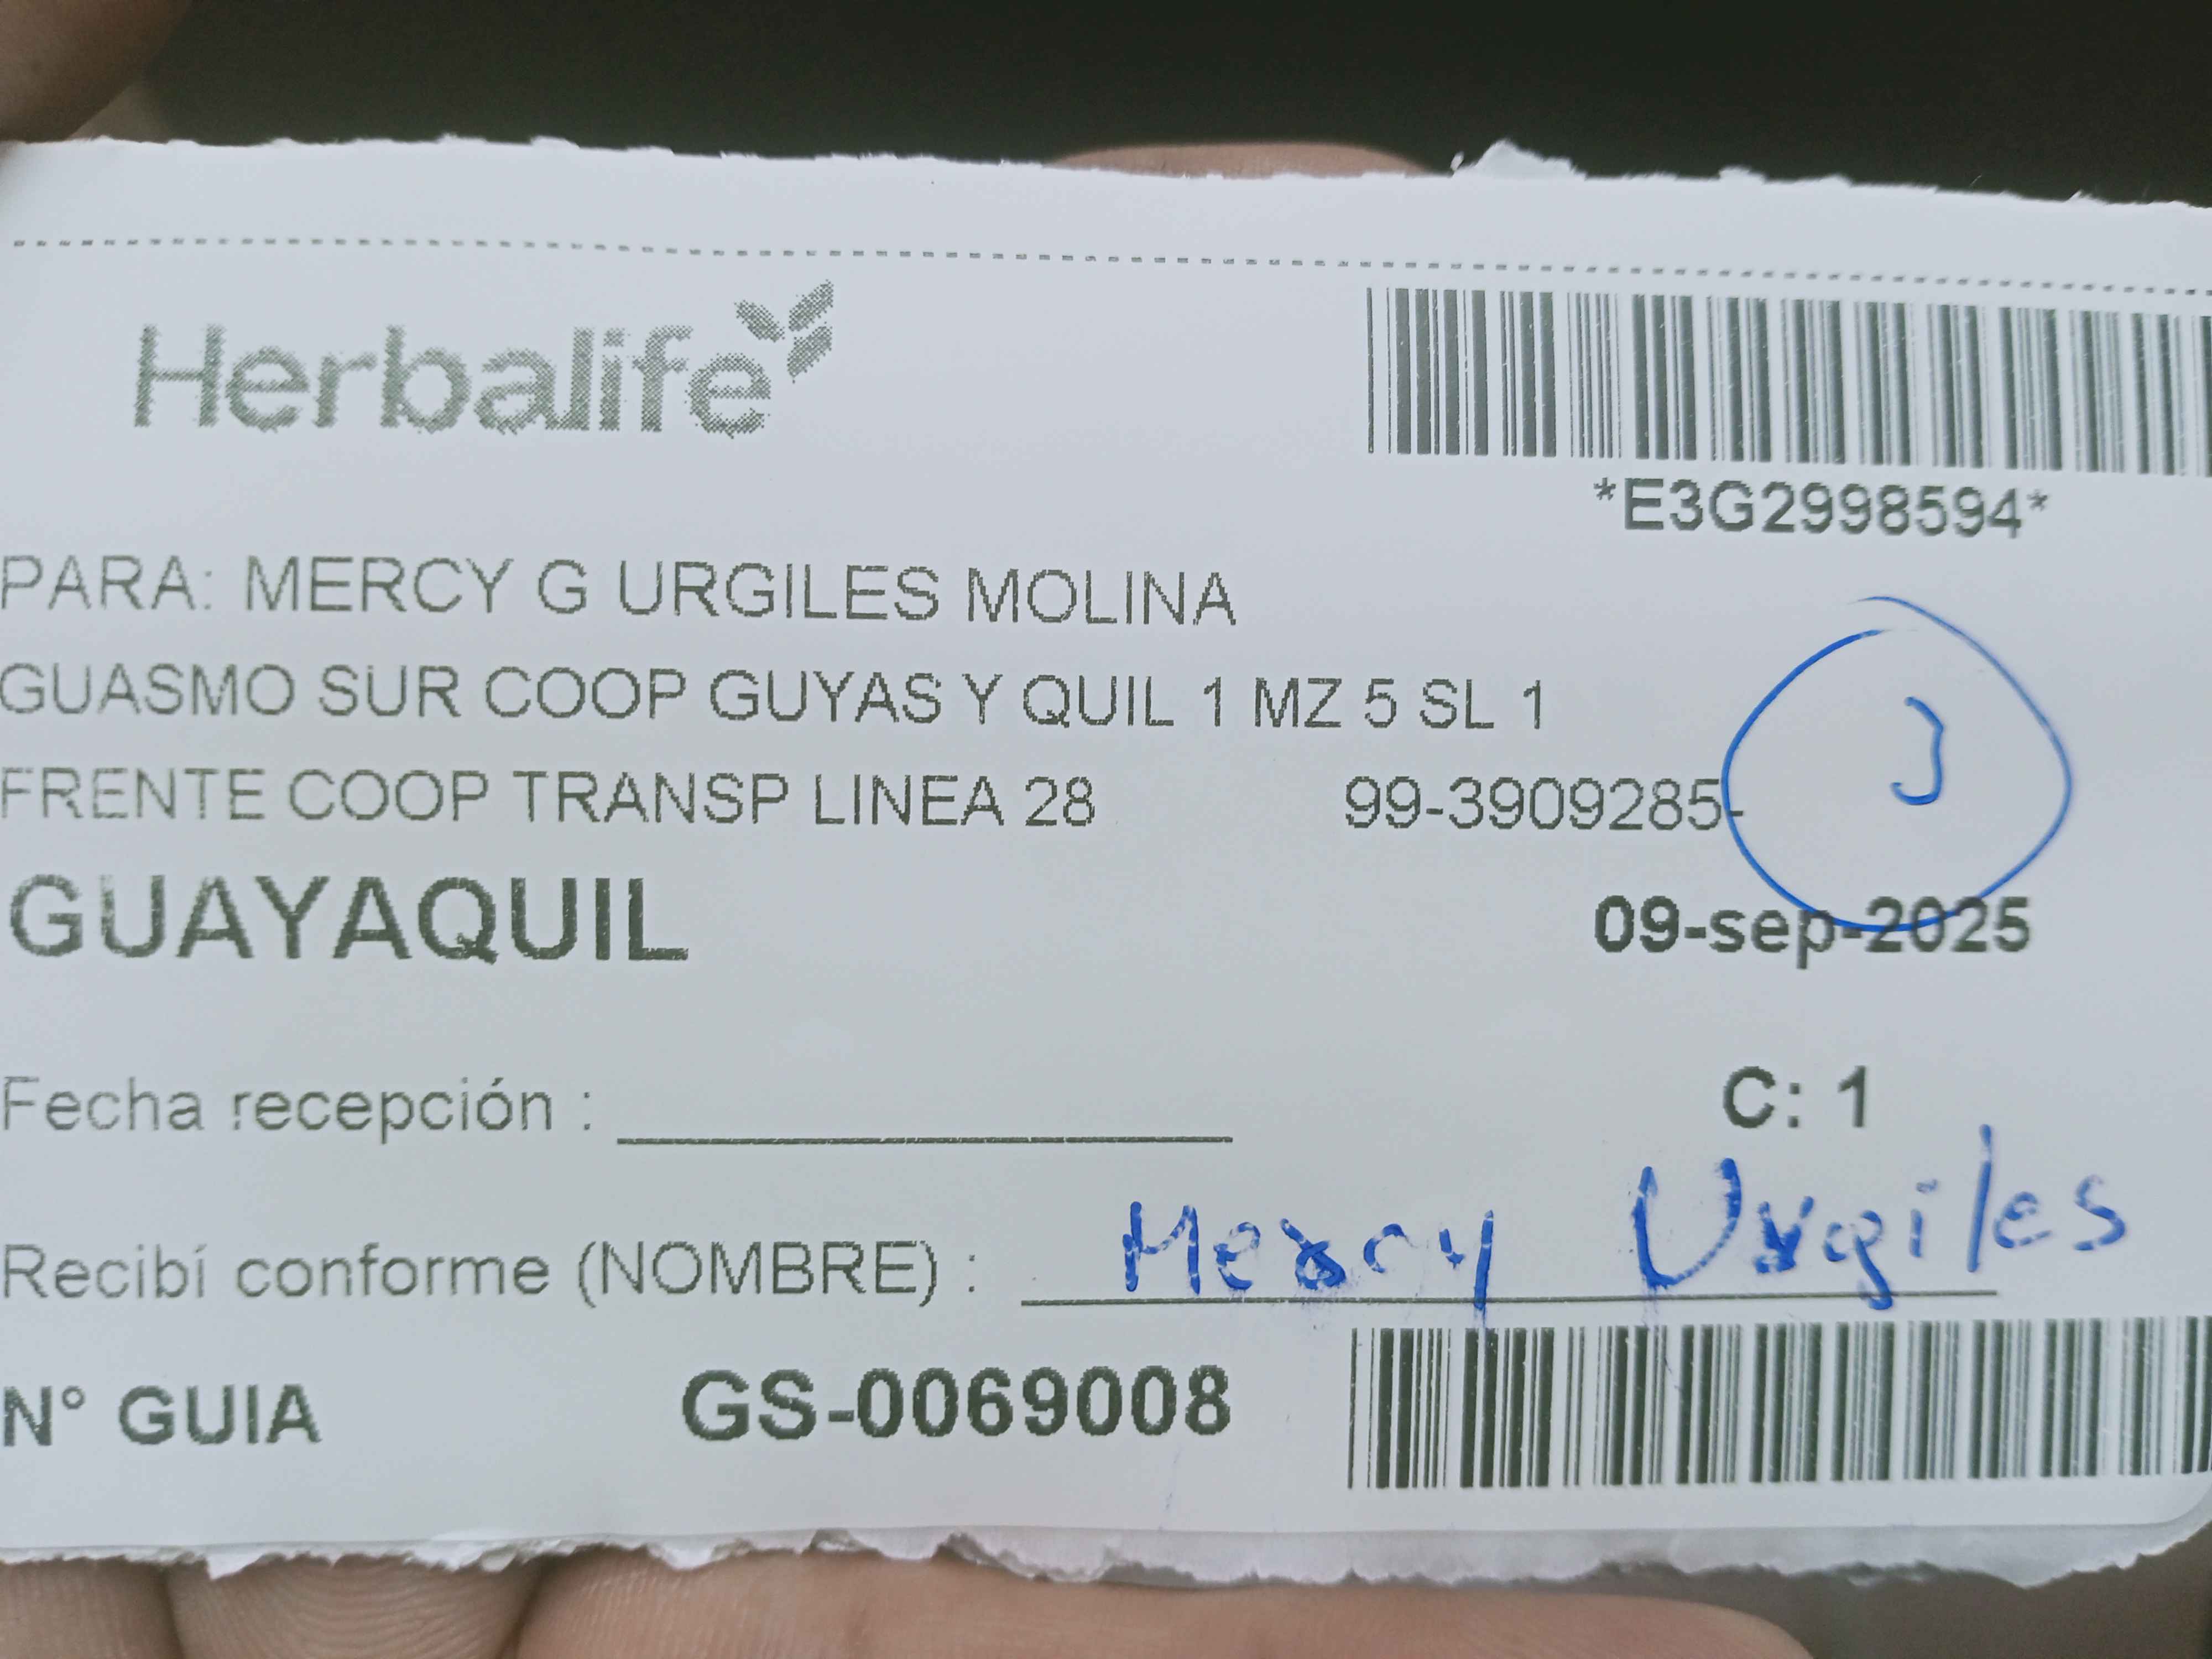 Herbalife
*E3G2998594*
PARA: MERCY G URGILES MOLINA
GUASMO SUR COOP GUYAS Y QUIL 1 MZ 5 SL 1
FRENTE COOP TRANSP LINEA 28 99-3909285-
J
GUAYAQUIL 09-sep-2025
Fecha recepción : C: 1
Recibí conforme (NOMBRE) : Mercy Urgiles
N° GUIA GS-0069008